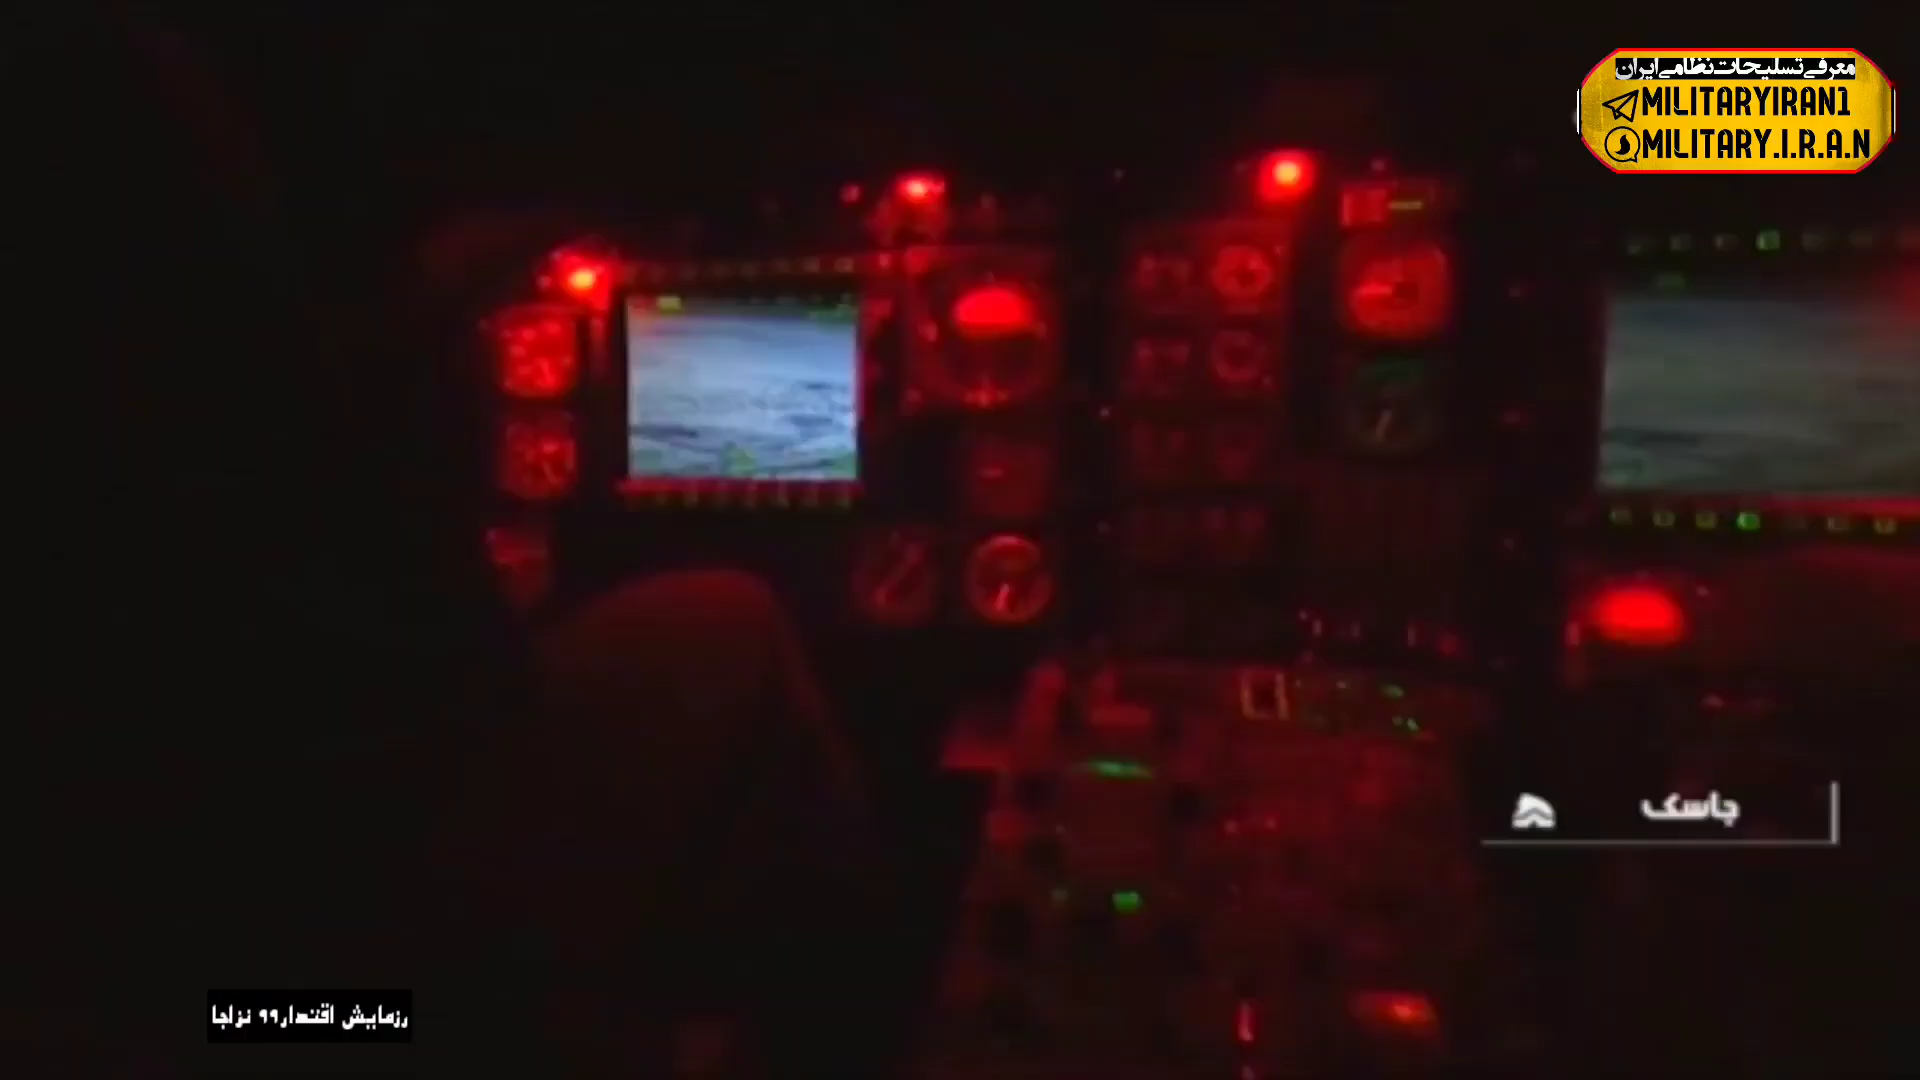 معرفی تسلیحات نظامی ایران
MILITARYIRAN1
MILITARY.I.R.A.N
جاسک
رزمایش اقتدار۹۹ نزاجا